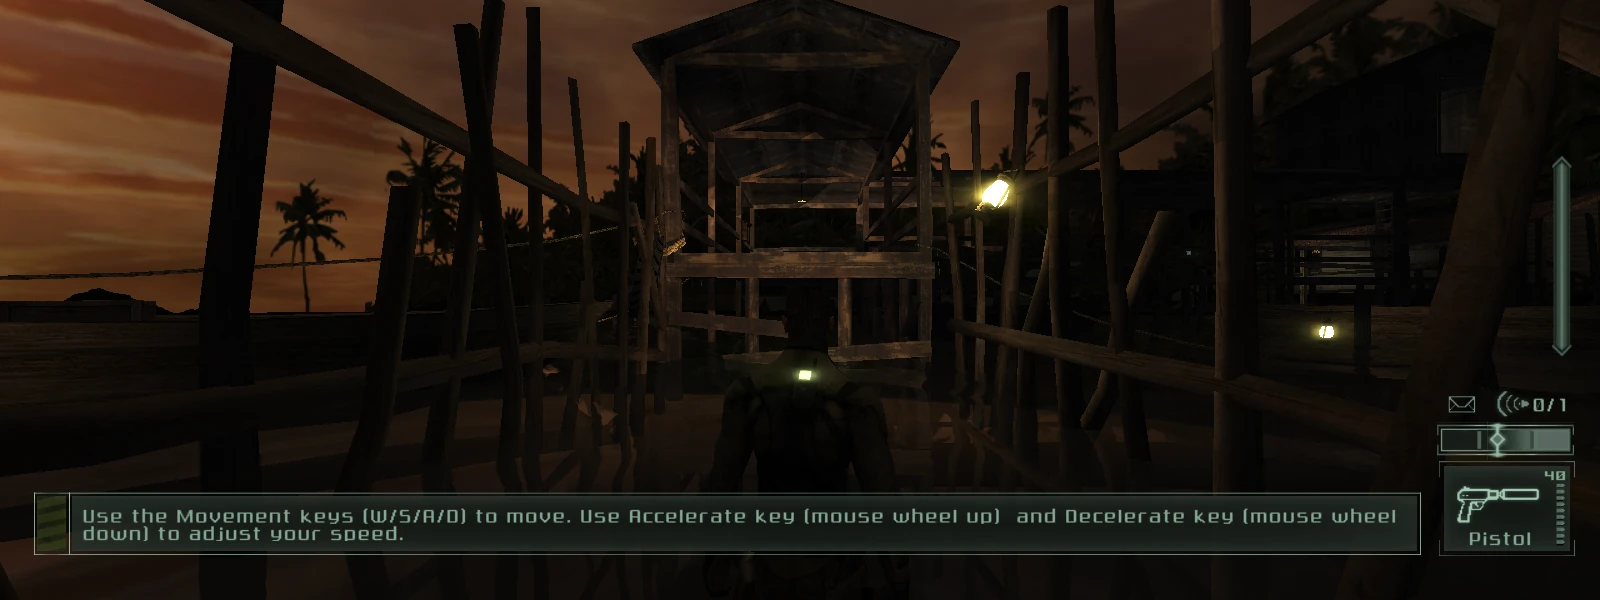 0/1
40
Use the Movement keys (W/S/A/D) to move. Use Accelerate key (mouse wheel up)  and Decelerate key (mouse wheel
down) to adjust your speed.
Pistol